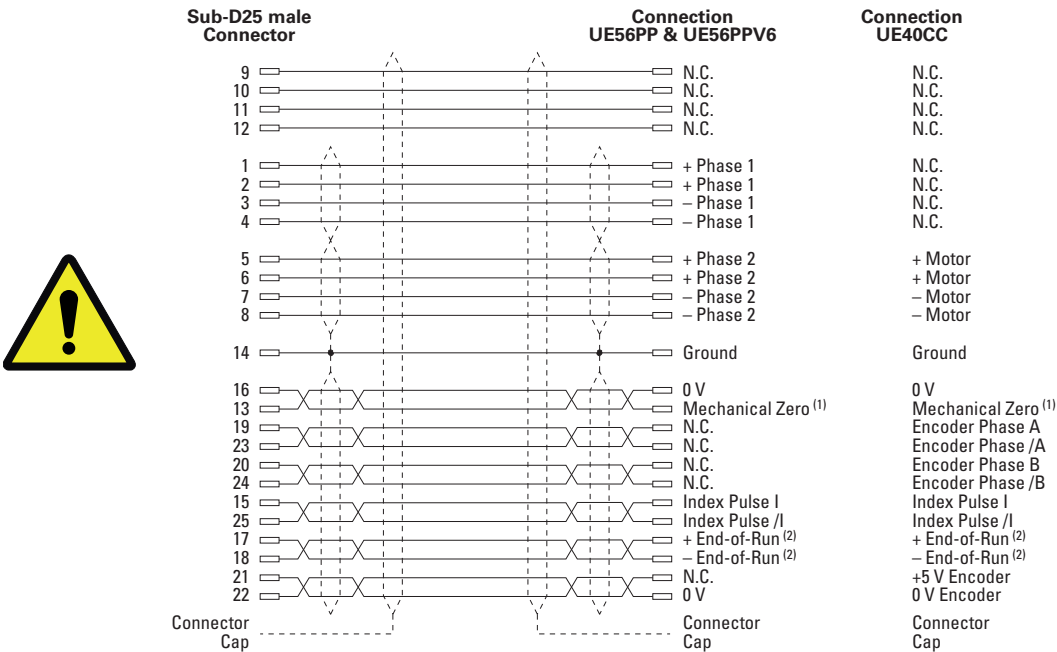 Sub-D25 male Connection Connection
Connector UE56PP & UE56PPV6 UE40CC
9 N.C. N.C.
10 N.C. N.C.
11 N.C. N.C.
12 N.C. N.C.
1 + Phase 1 N.C.
2 + Phase 1 N.C.
3 – Phase 1 N.C.
4 – Phase 1 N.C.
5 + Phase 2 + Motor
6 + Phase 2 + Motor
7 – Phase 2 – Motor
8 – Phase 2 – Motor
14 Ground Ground
16 0 V 0 V
13 Mechanical Zero (1) Mechanical Zero (1)
19 N.C. Encoder Phase A
23 N.C. Encoder Phase /A
20 N.C. Encoder Phase B
24 N.C. Encoder Phase /B
15 Index Pulse I Index Pulse I
25 Index Pulse /I Index Pulse /I
17 + End-of-Run (2) + End-of-Run (2)
18 – End-of-Run (2) – End-of-Run (2)
21 N.C. +5 V Encoder
22 0 V 0 V Encoder
Connector Connector Connector
Cap Cap Cap
!